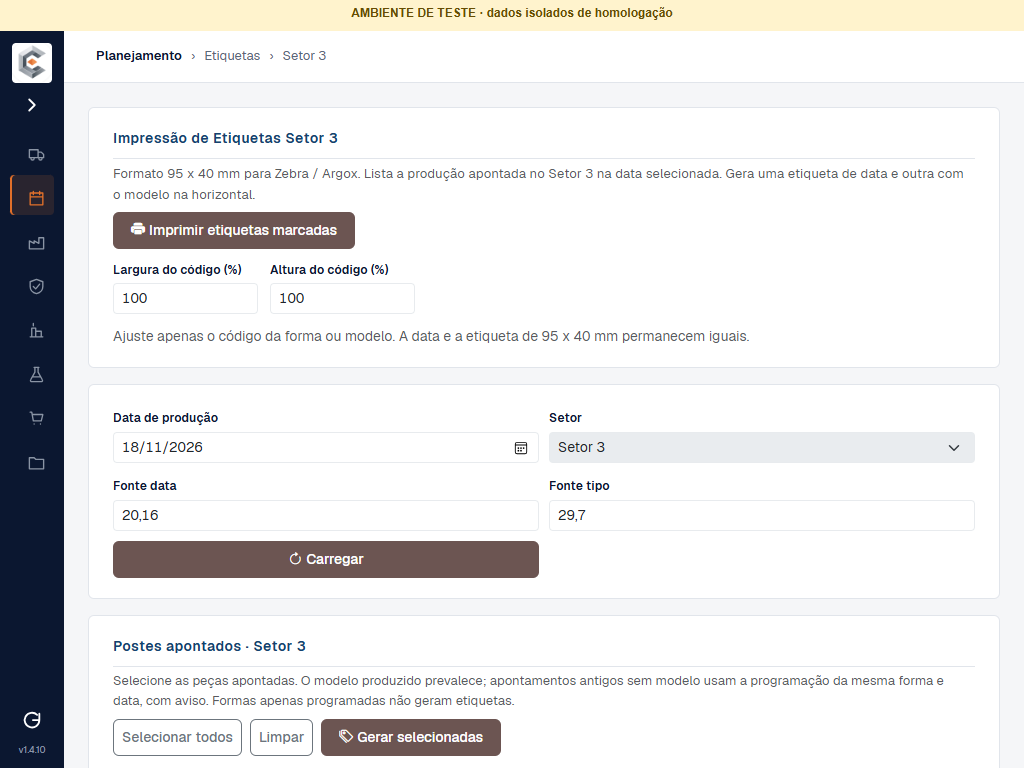 AMBIENTE DE TESTE · dados isolados de homologação
Planejamento › Etiquetas › Setor 3
Impressão de Etiquetas Setor 3
Formato 95 x 40 mm para Zebra / Argox. Lista a produção apontada no Setor 3 na data selecionada. Gera uma etiqueta de data e outra com
o modelo na horizontal.
Imprimir etiquetas marcadas
Largura do código (%) Altura do código (%)
100 100
Ajuste apenas o código da forma ou modelo. A data e a etiqueta de 95 x 40 mm permanecem iguais.
Data de produção Setor
18/11/2026 Setor 3
Fonte data Fonte tipo
20,16 29,7
Carregar
Postes apontados · Setor 3
Selecione as peças apontadas. O modelo produzido prevalece; apontamentos antigos sem modelo usam a programação da mesma forma e
data, com aviso. Formas apenas programadas não geram etiquetas.
Selecionar todos Limpar Gerar selecionadas
v1.4.10